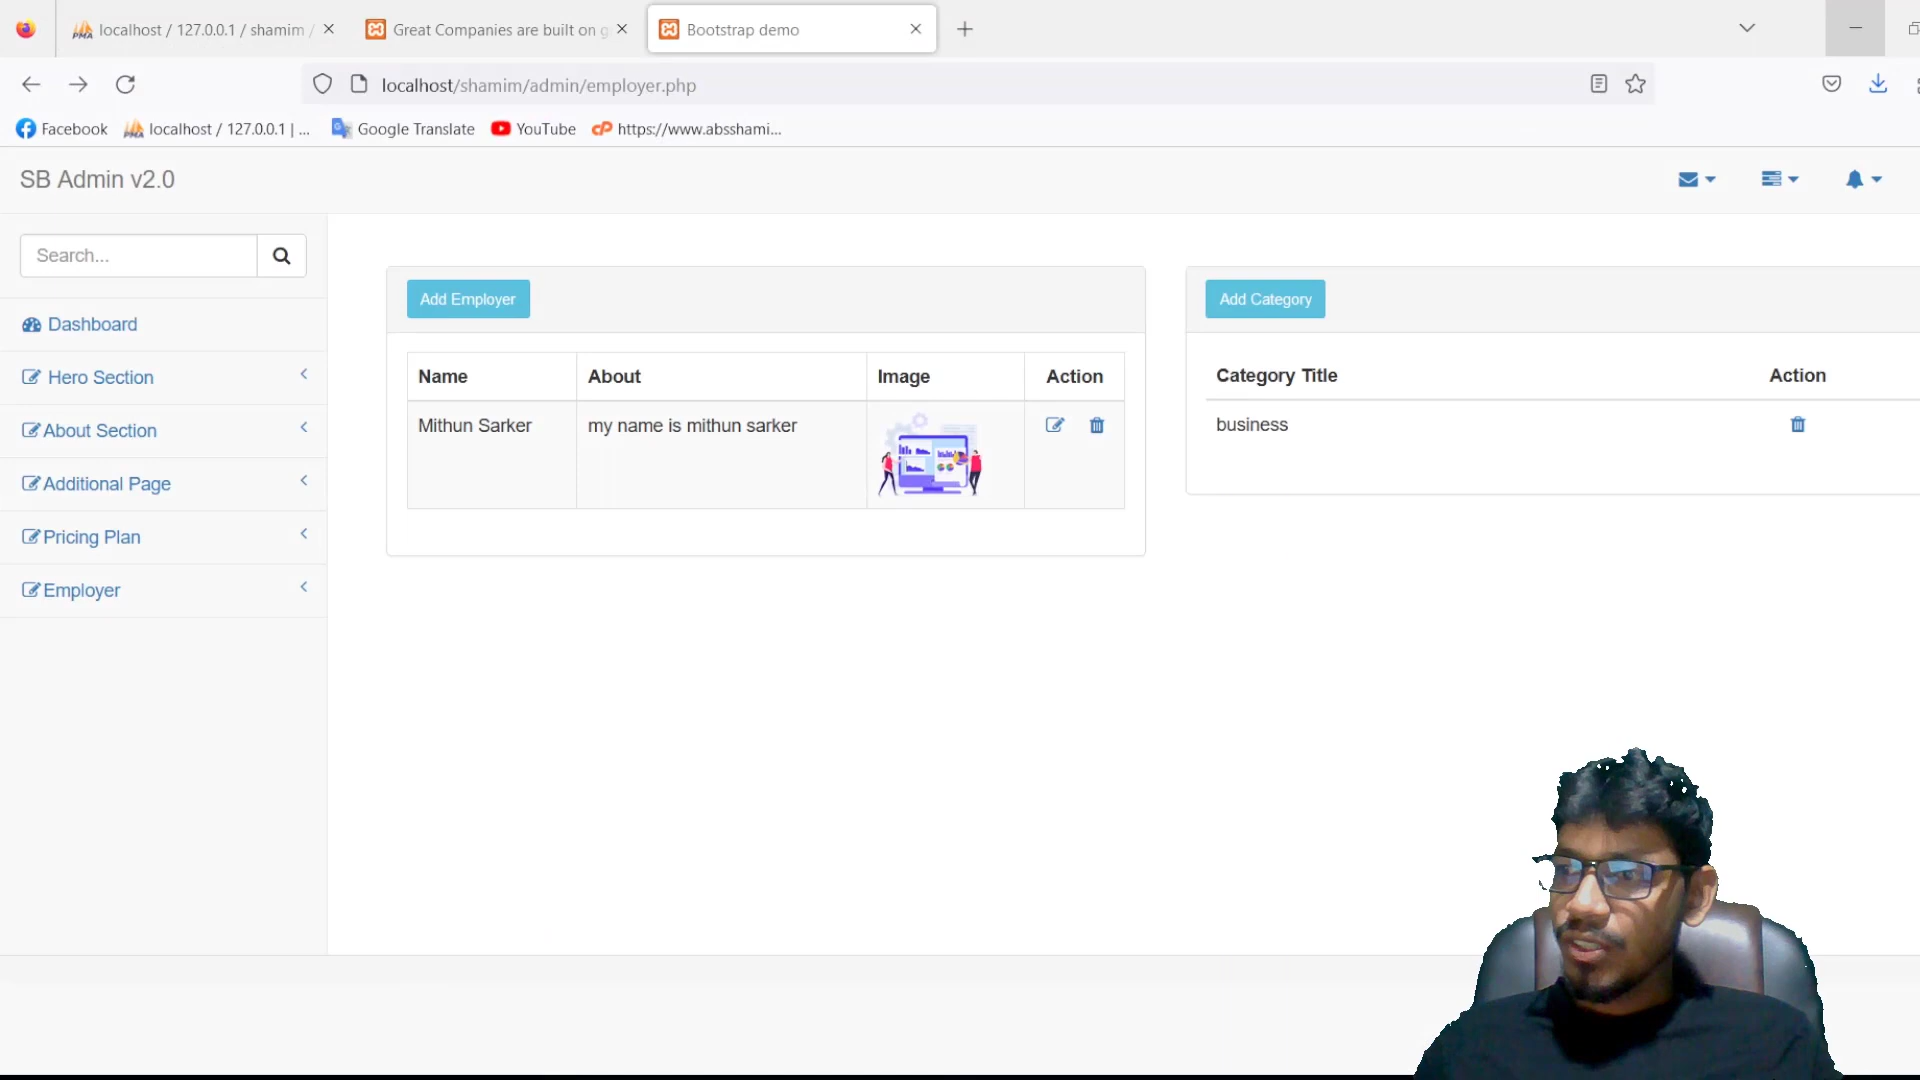 localhost / 127.0.0.1 / shamim /
Great Companies are built on g
Bootstrap demo
localhost/shamim/admin/employer.php
Facebook
localhost / 127.0.0.1 | ...
Google Translate
YouTube
https://www.absshami...
SB Admin v2.0
Search...
Dashboard
Hero Section
About Section
Additional Page
Pricing Plan
Employer
Add Employer
Name About Image Action
Mithun Sarker my name is mithun sarker
Add Category
Category Title Action
business